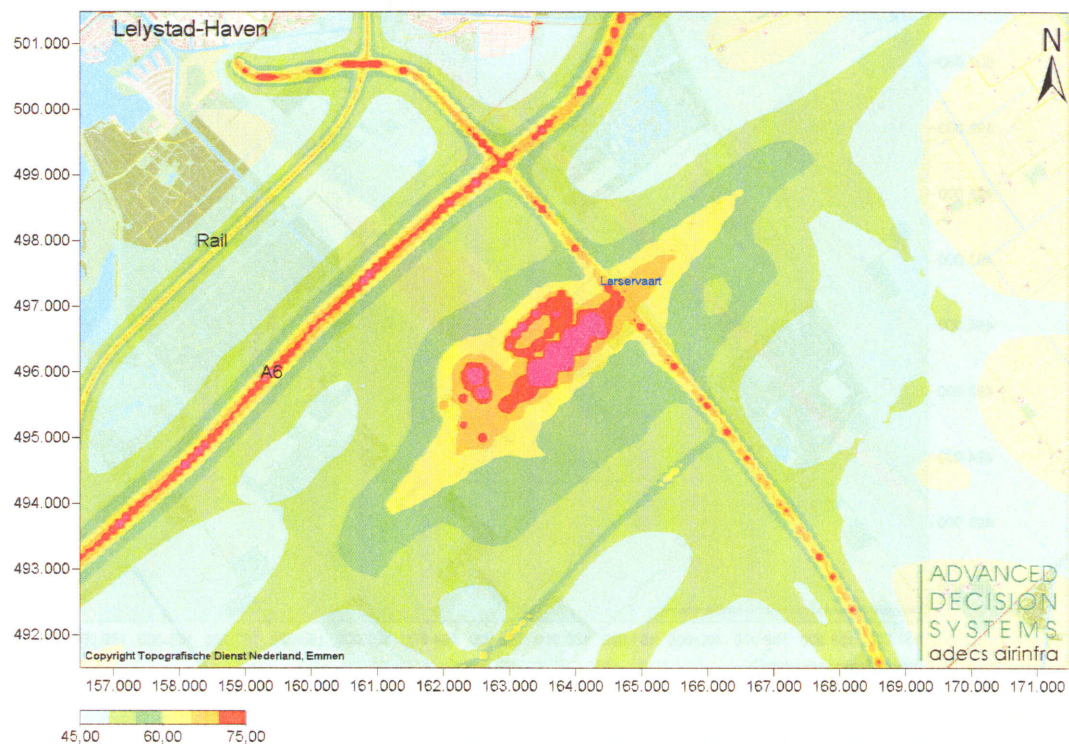 Lelystad-Haven
N
501.000
500.000
499.000
498.000
497.000
496.000
495.000
494.000
493.000
492.000
Rail
Larservaart
A6
ADVANCED
DECISION
SYSTEMS
adecs airinfra
Copyright Topografische Dienst Nederland, Emmen
157.000 158.000 159.000 160.000 161.000 162.000 163.000 164.000 165.000 166.000 167.000 168.000 169.000 170.000 171.000
45,00 60,00 75,00